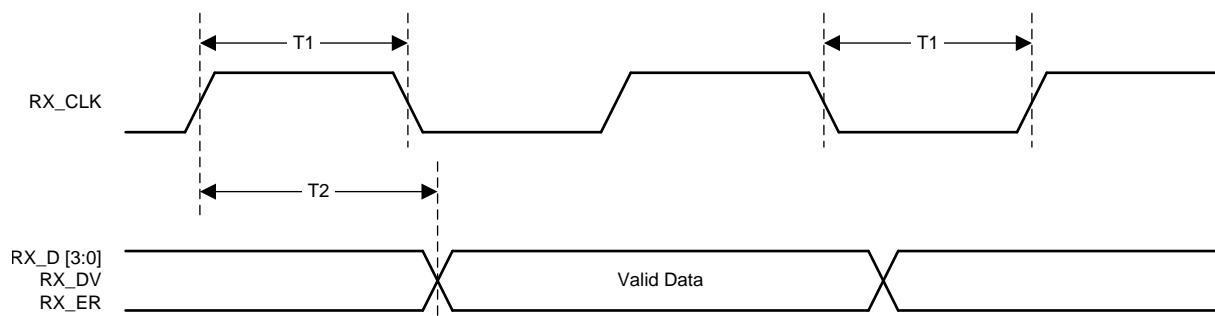 T1
T1
RX_CLK
T2
RX_D [3:0]
RX_DV
RX_ER
Valid Data